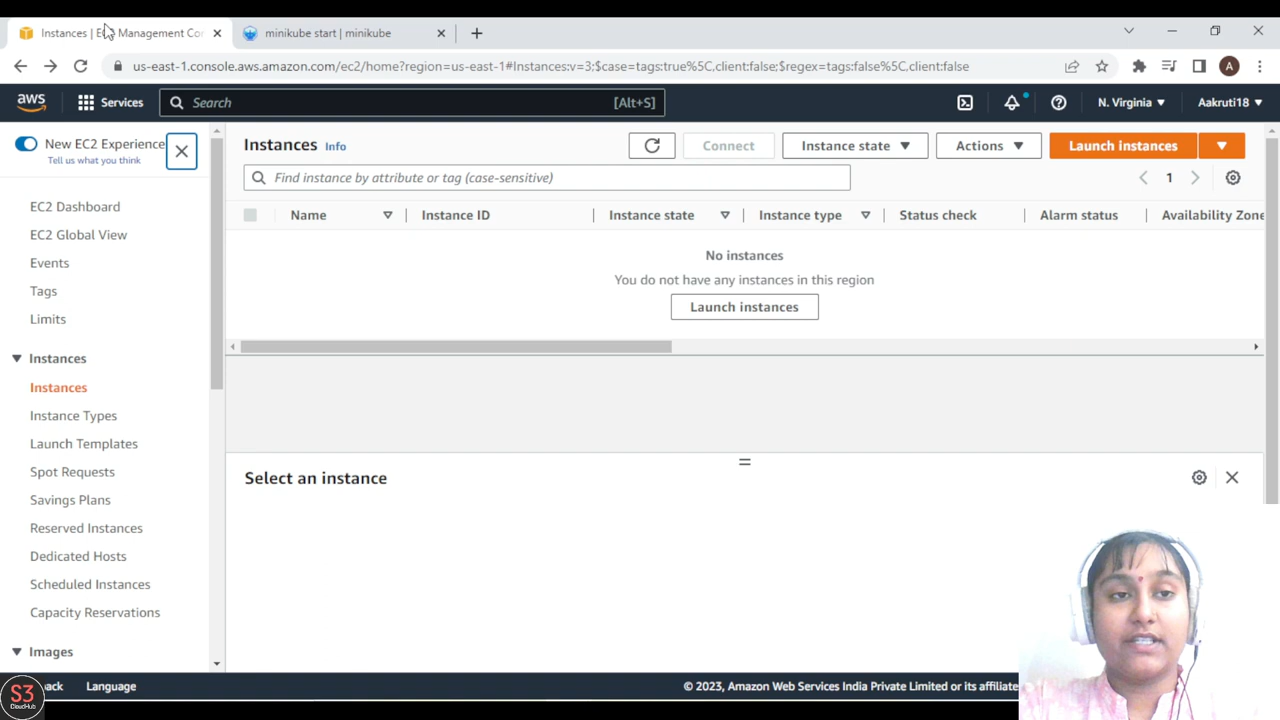 Instances | EC2 Management Con
minikube start | minikube
us-east-1.console.aws.amazon.com/ec2/home?region=us-east-1#Instances:v=3;$case=tags:true%5C,client:false;$regex=tags:false%5C,client:false
A
aws
Services
Search
[Alt+S]
N. Virginia
Aakruti18
New EC2 Experience
Tell us what you think
EC2 Dashboard
EC2 Global View
Events
Tags
Limits
Instances
Instances
Instance Types
Launch Templates
Spot Requests
Savings Plans
Reserved Instances
Dedicated Hosts
Scheduled Instances
Capacity Reservations
Images
Instances Info
Connect
Instance state
Actions
Launch instances
Find instance by attribute or tag (case-sensitive)
1
Name
Instance ID
Instance state
Instance type
Status check
Alarm status
Availability Zone
No instances
You do not have any instances in this region
Launch instances
Select an instance
S3
CloudHub
back
Language
© 2023, Amazon Web Services India Private Limited or its affiliate